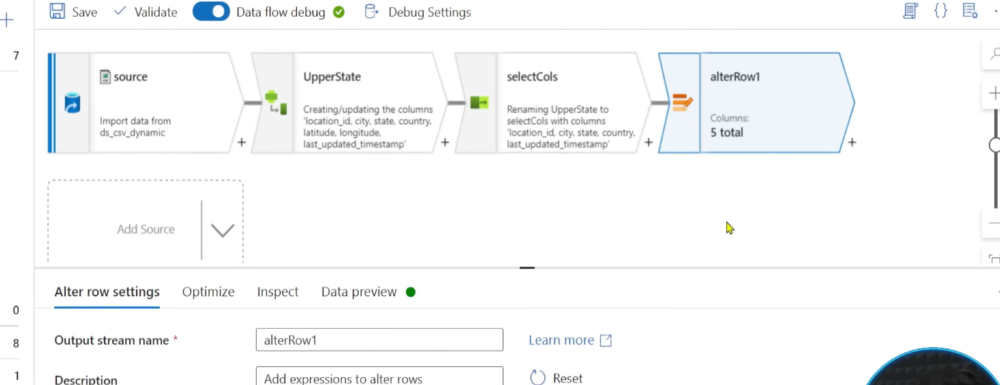 Save Validate Data flow debug Debug Settings
7
source
Import data from
ds_csv_dynamic
UpperState
Creating/updating the columns
'location_id, city, state, country,
latitude, longitude,
last_updated_timestamp'
selectCols
Renaming UpperState to
selectCols with columns
'location_id, city, state, country,
last_updated_timestamp'
alterRow1
Columns:
5 total
+ + + +
Add Source
Alter row settings Optimize Inspect Data preview
0
Output stream name * alterRow1 Learn more
8
Description Add expressions to alter rows Reset
1